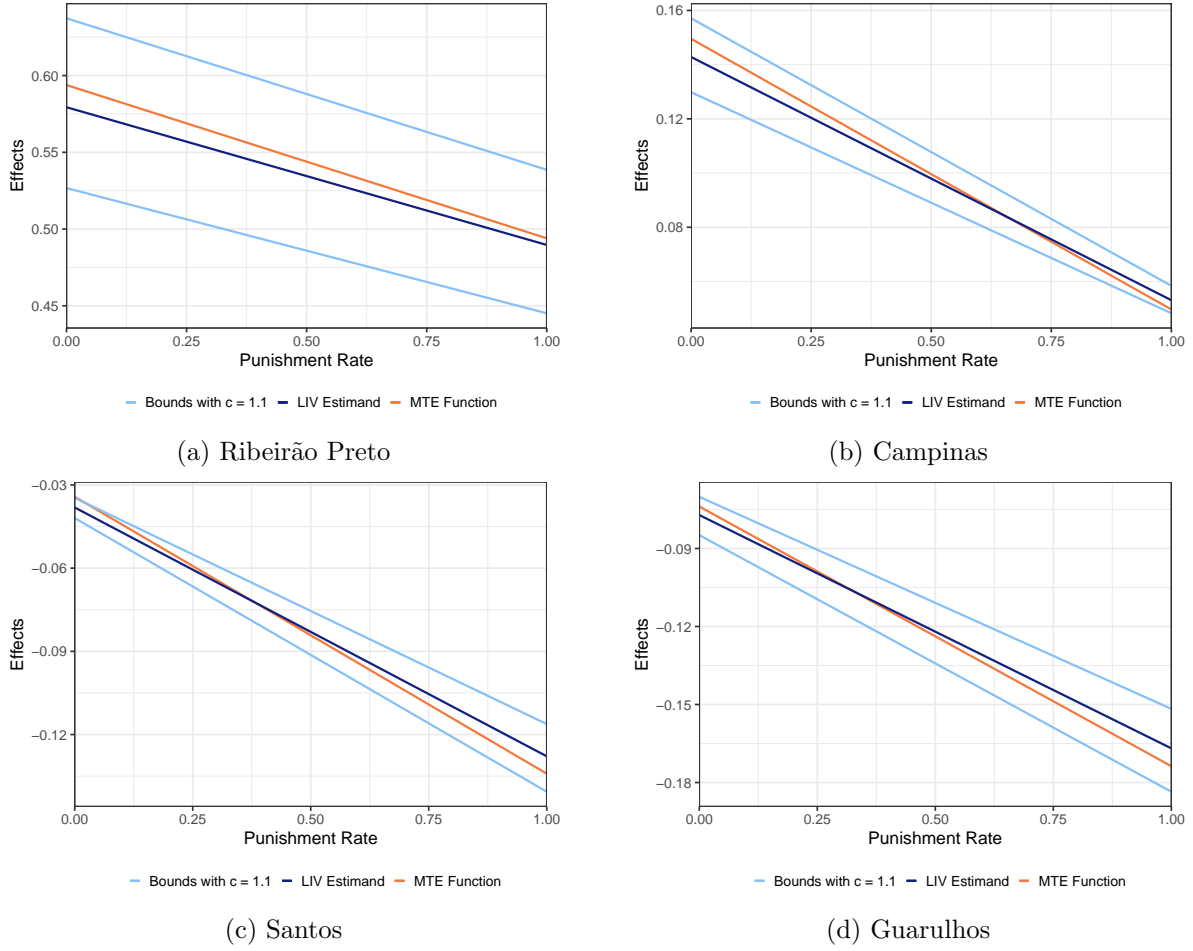 0.60
0.55
0.50
0.45
Effects
0.00 0.25 0.50 0.75 1.00
Punishment Rate
Bounds with c = 1.1 LIV Estimand MTE Function
(a) Ribeirão Preto
0.16
0.12
0.08
Effects
0.00 0.25 0.50 0.75 1.00
Punishment Rate
Bounds with c = 1.1 LIV Estimand MTE Function
(b) Campinas
−0.03
−0.06
−0.09
−0.12
Effects
0.00 0.25 0.50 0.75 1.00
Punishment Rate
Bounds with c = 1.1 LIV Estimand MTE Function
(c) Santos
−0.09
−0.12
−0.15
−0.18
Effects
0.00 0.25 0.50 0.75 1.00
Punishment Rate
Bounds with c = 1.1 LIV Estimand MTE Function
(d) Guarulhos